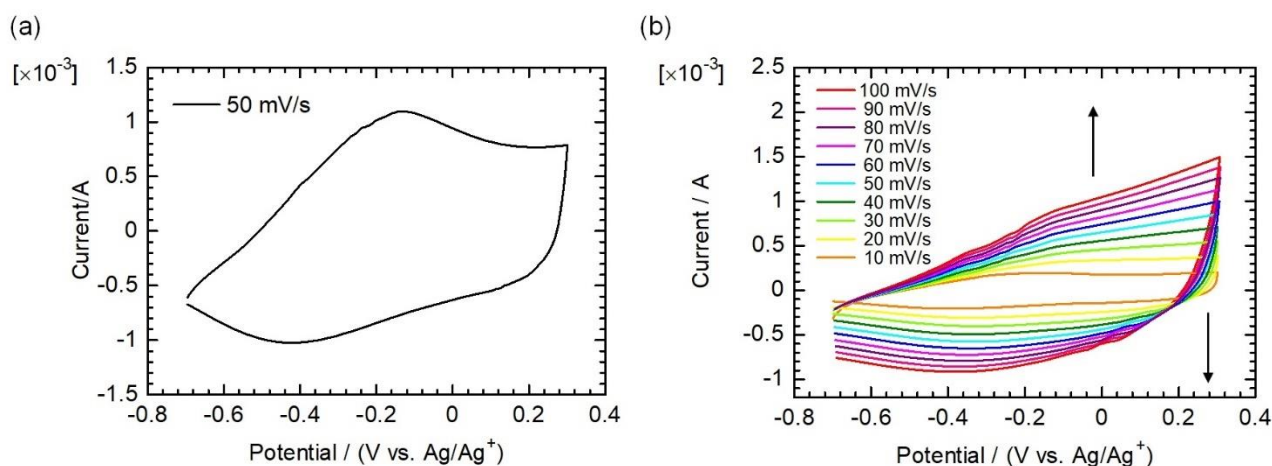 (a)
[×10⁻³]
1.5
1
0.5
0
-0.5
-1
-1.5
Current/A
50 mV/s
-0.8 -0.6 -0.4 -0.2 0 0.2 0.4
Potential / (V vs. Ag/Ag⁺)
(b)
[×10⁻³]
2.5
2
1.5
1
0.5
0
-0.5
-1
Current / A
100 mV/s
90 mV/s
80 mV/s
70 mV/s
60 mV/s
50 mV/s
40 mV/s
30 mV/s
20 mV/s
10 mV/s
-0.8 -0.6 -0.4 -0.2 0 0.2 0.4
Potential / (V vs. Ag/Ag⁺)